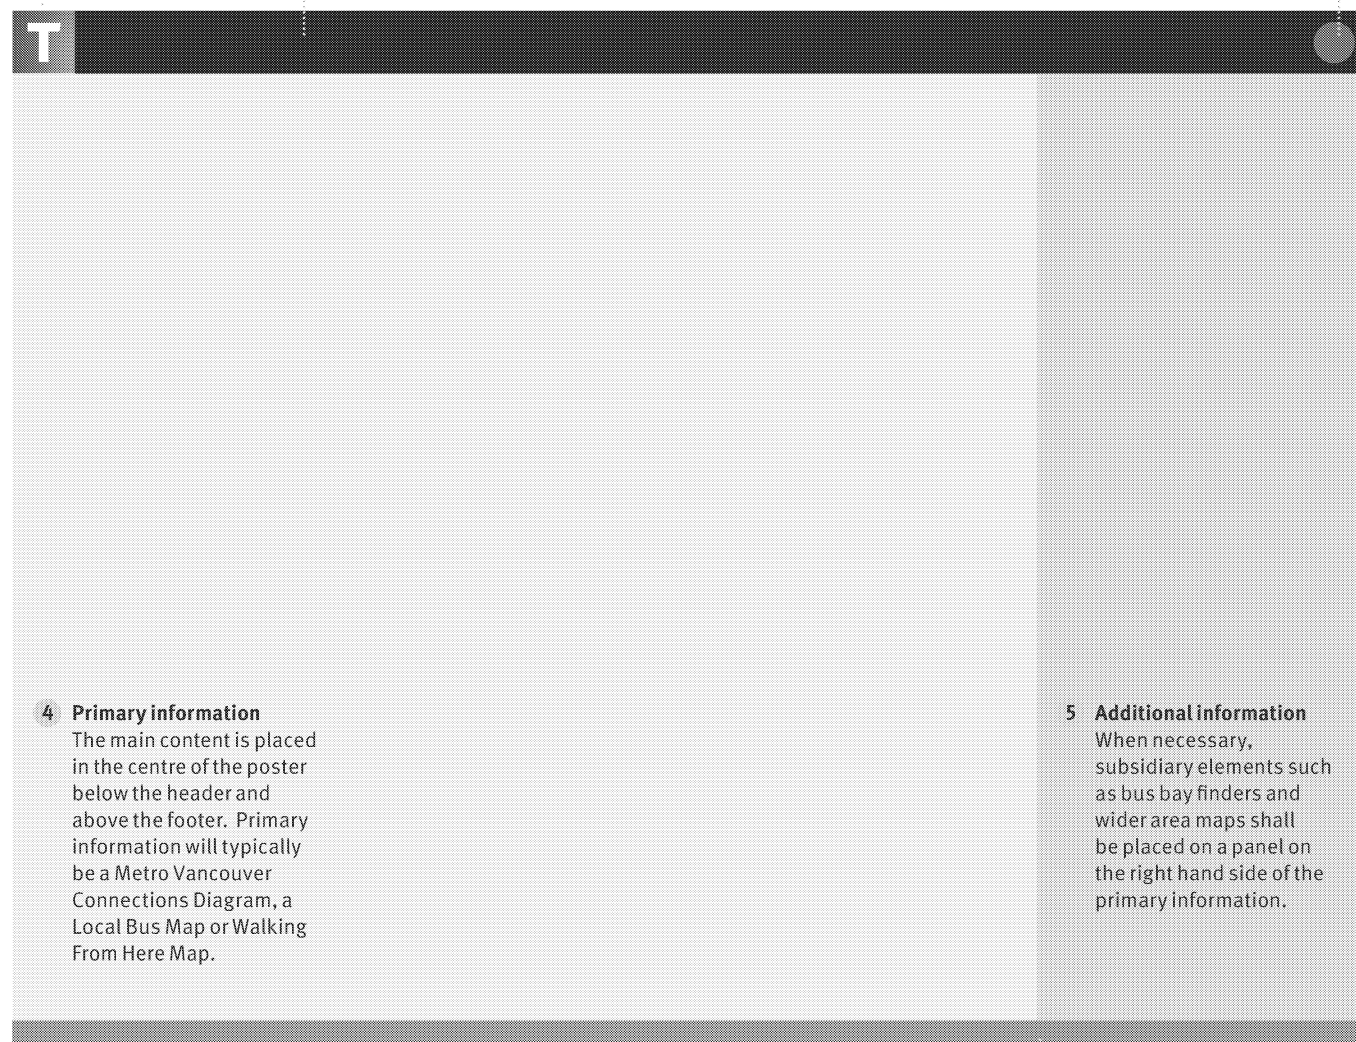 T
4 Primary information
The main content is placed
in the centre of the poster
below the header and
above the footer. Primary
information will typically
be a Metro Vancouver
Connections Diagram, a
Local Bus Map or Walking
From Here Map.
5 Additional information
When necessary,
subsidiary elements such
as bus bay finders and
wider area maps shall
be placed on a panel on
the right hand side of the
primary information.